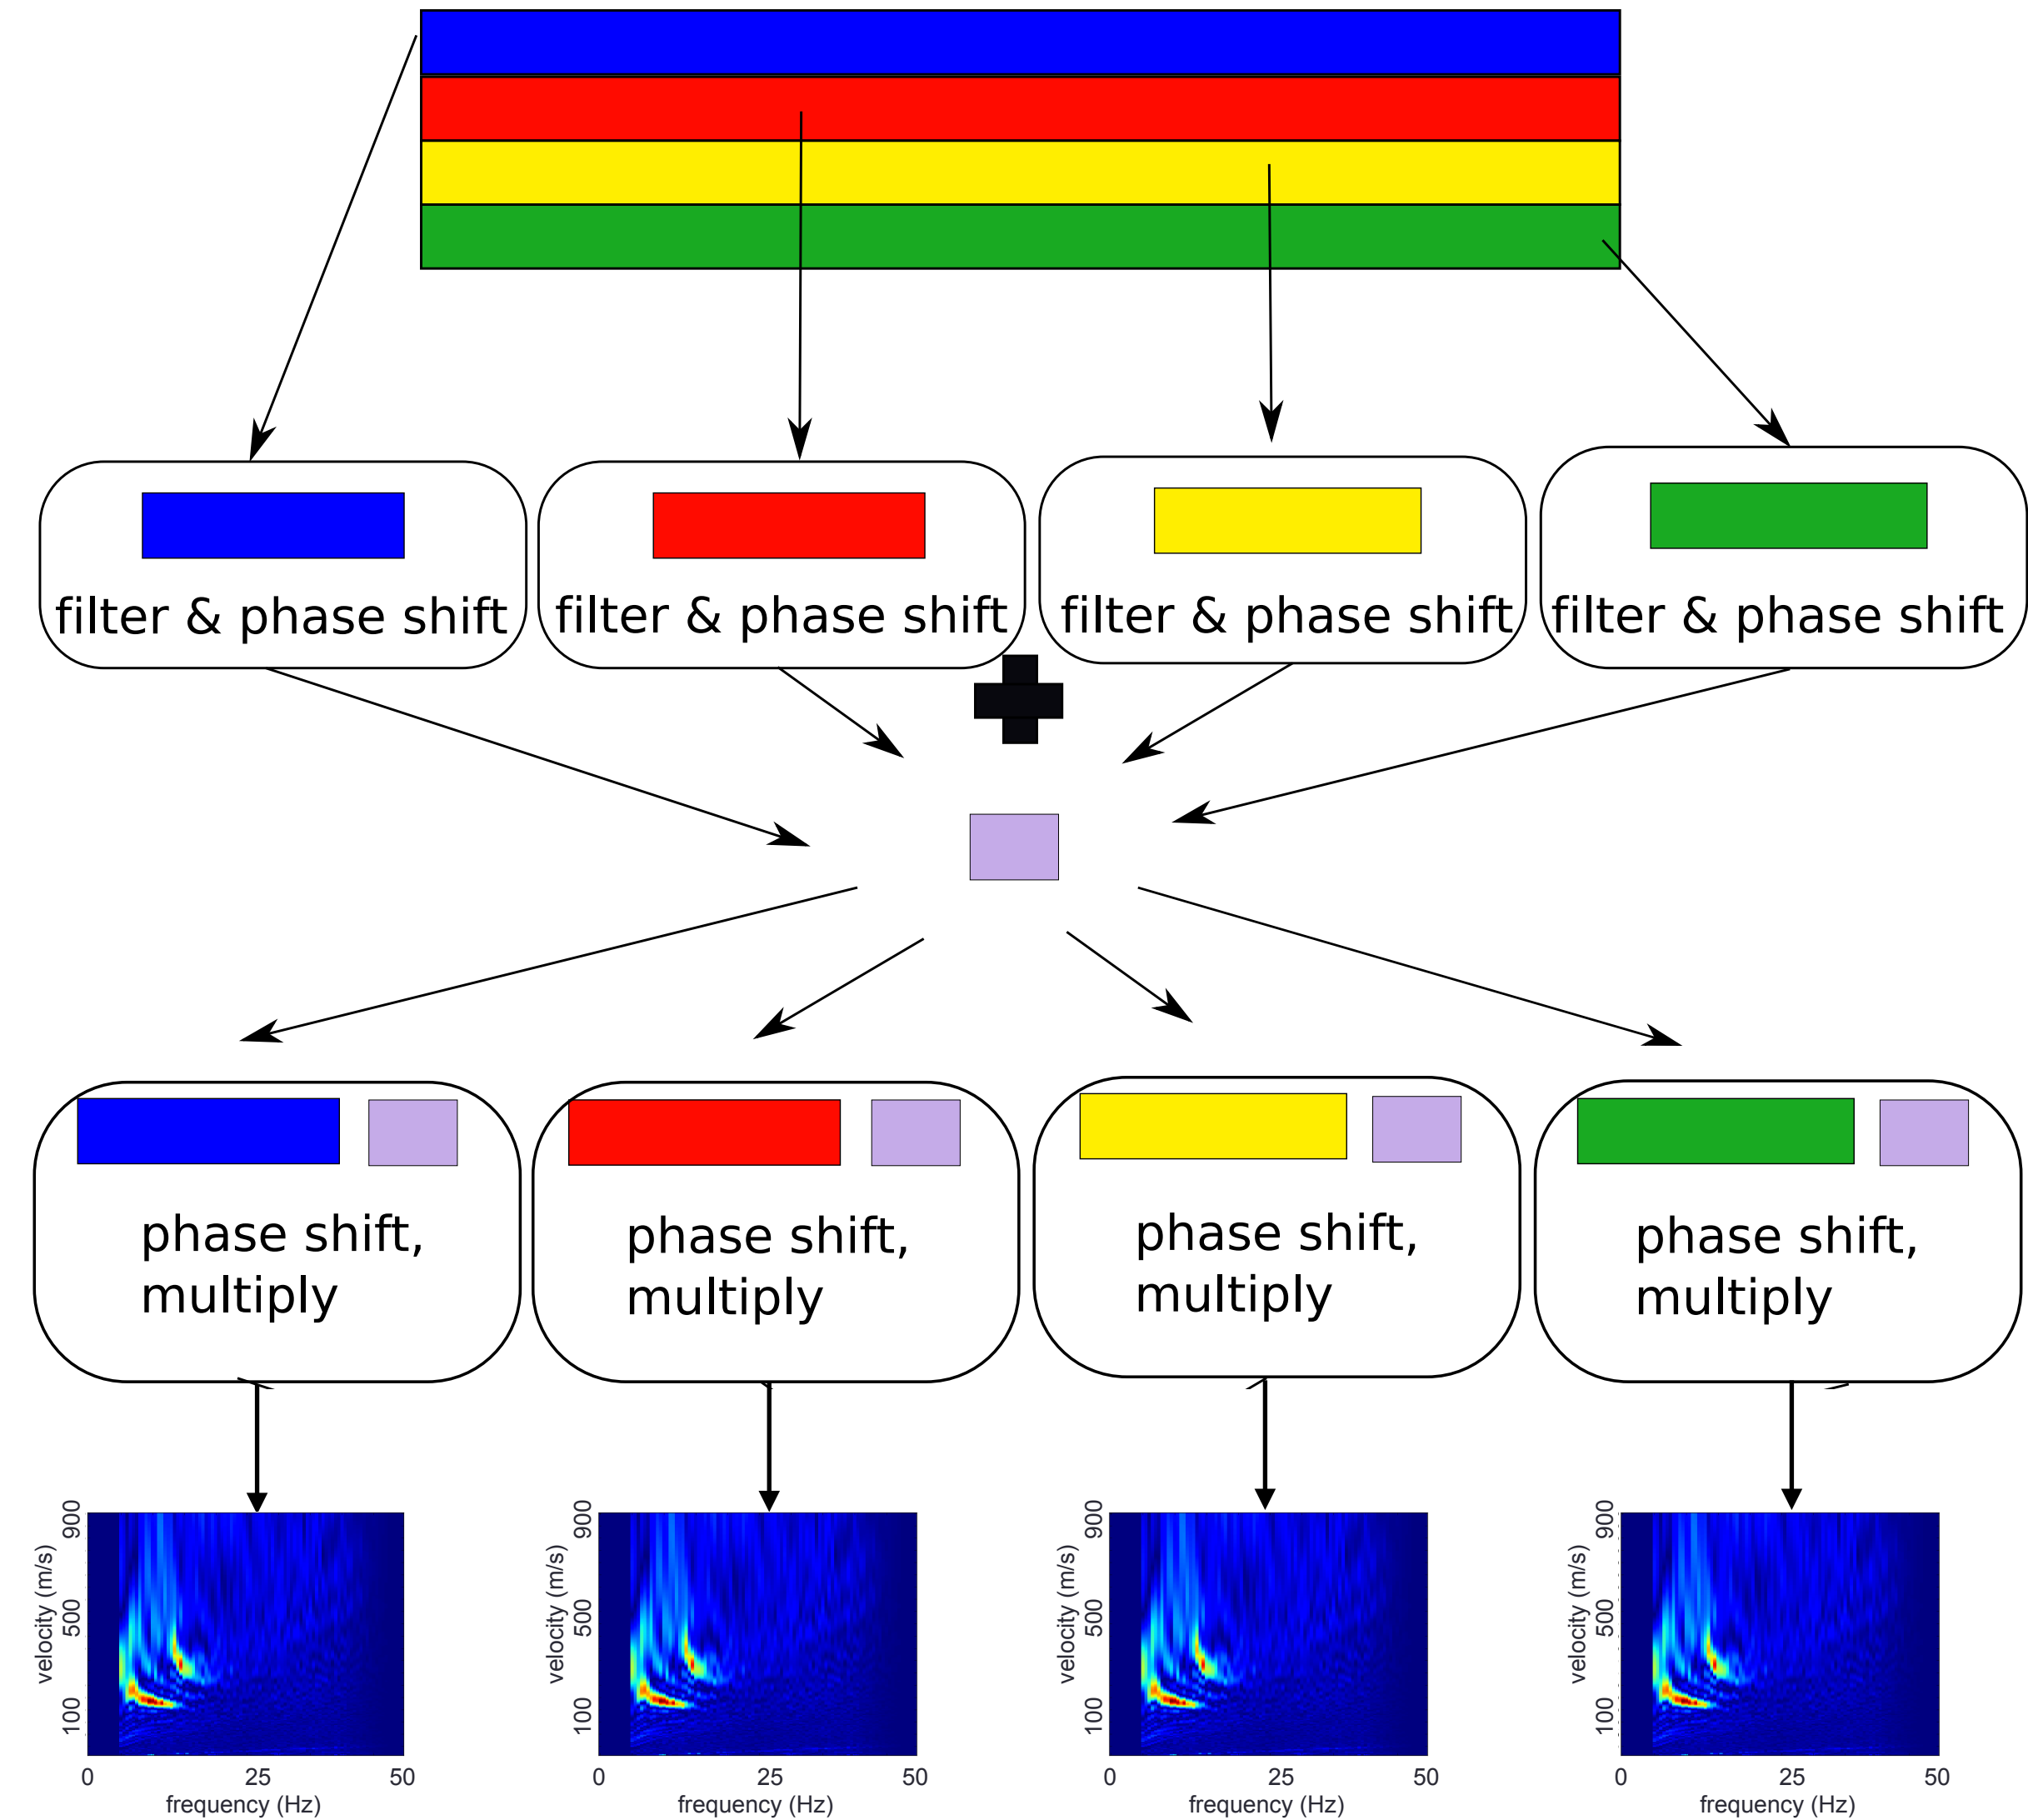 filter & phase shift
filter & phase shift
filter & phase shift
filter & phase shift
phase shift,
multiply
phase shift,
multiply
phase shift,
multiply
phase shift,
multiply
velocity (m/s)
900
500
100
0 25 50
frequency (Hz)
velocity (m/s)
900
500
100
0 25 50
frequency (Hz)
velocity (m/s)
900
500
100
0 25 50
frequency (Hz)
velocity (m/s)
900
500
100
0 25 50
frequency (Hz)